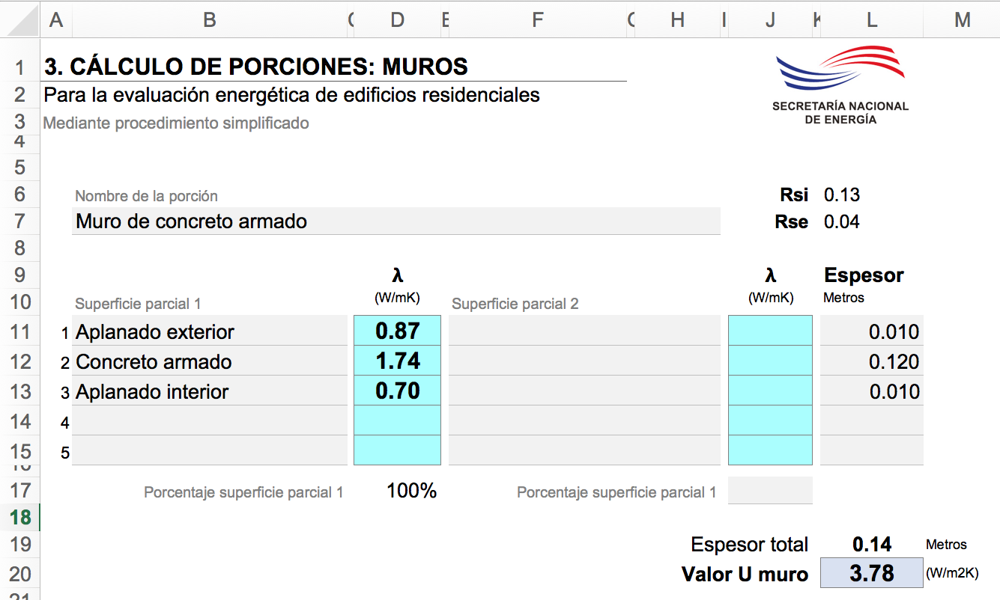 A B C D E F G H I J K L M
1 3. CÁLCULO DE PORCIONES: MUROS
2 Para la evaluación energética de edificios residenciales
3 Mediante procedimiento simplificado
SECRETARÍA NACIONAL
DE ENERGÍA
4
5
6 Nombre de la porción Rsi 0.13
7 Muro de concreto armado Rse 0.04
8
9 λ λ Espesor
10 Superficie parcial 1 (W/mK) Superficie parcial 2 (W/mK) Metros
11 1 Aplanado exterior 0.87 0.010
12 2 Concreto armado 1.74 0.120
13 3 Aplanado interior 0.70 0.010
14 4
15 5
16
17 Porcentaje superficie parcial 1 100% Porcentaje superficie parcial 1
18
19 Espesor total 0.14 Metros
20 Valor U muro 3.78 (W/m2K)
21